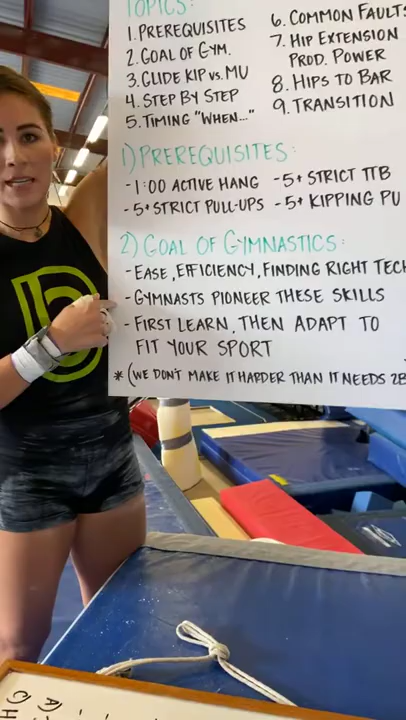 TOPICS:
1. PREREQUISITES
2. GOAL OF GYM.
3. GLIDE KIP vs. MU
4. STEP BY STEP
5. TIMING "WHEN..."
6. COMMON FAULTS
7. HIP EXTENSION
PROD. POWER
8. HIPS TO BAR
9. TRANSITION
1) PREREQUISITES:
- 1:00 ACTIVE HANG - 5+ STRICT TTB
- 5+ STRICT PULL-UPS - 5+ KIPPING PU
2) GOAL OF GYMNASTICS:
- EASE, EFFICIENCY, FINDING RIGHT TECH
- GYMNASTS PIONEER THESE SKILLS
- FIRST LEARN, THEN ADAPT TO
FIT YOUR SPORT
* (WE DON'T MAKE IT HARDER THAN IT NEEDS 2B
A)
C)